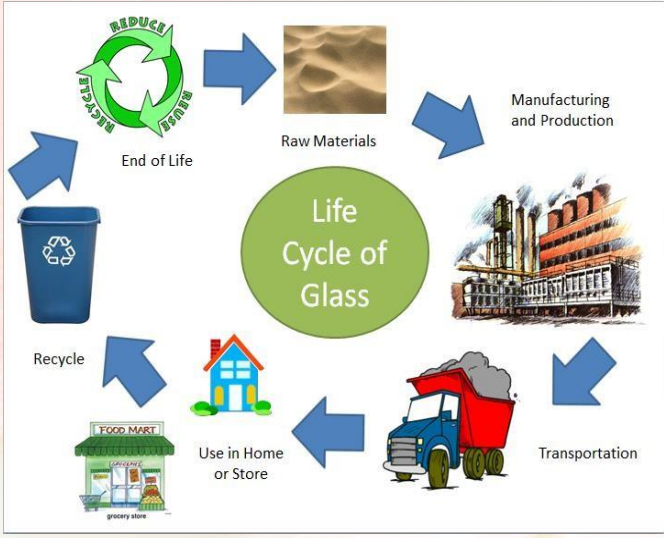 REDUCE
REUSE
RECYCLE
End of Life
Raw Materials
Manufacturing
and Production
Life
Cycle of
Glass
Recycle
FOOD MART
GROCERIES
grocery store
Use in Home
or Store
Transportation